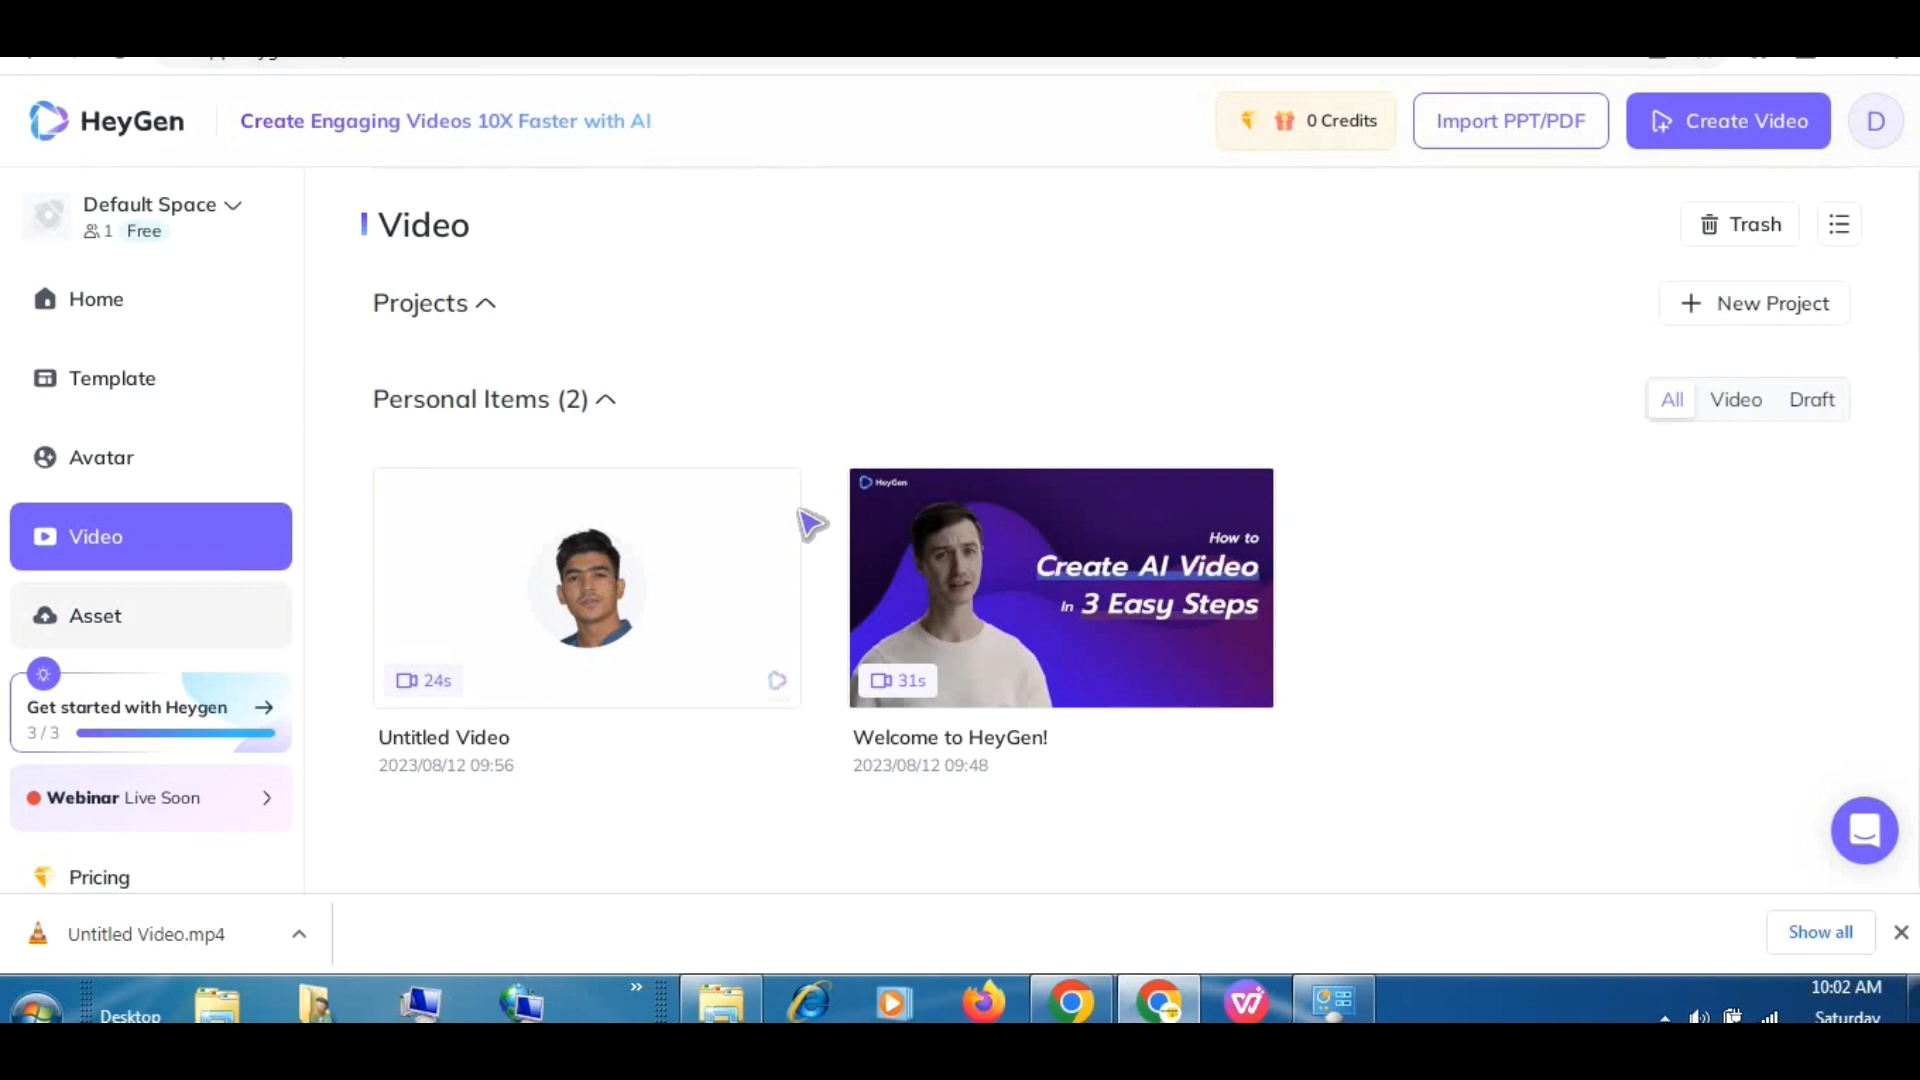 HeyGen
Create Engaging Videos 10X Faster with AI
0 Credits
Import PPT/PDF
Create Video
D
Default Space
1 Free
Home
Template
Avatar
Video
Asset
Get started with Heygen
3 / 3
Webinar Live Soon
Pricing
Video
Trash
Projects
New Project
Personal Items (2)
All Video Draft
24s
Untitled Video
2023/08/12 09:56
HeyGen
How to
Create AI Video
In 3 Easy Steps
31s
Welcome to HeyGen!
2023/08/12 09:48
Untitled Video.mp4
Show all
Desktop
10:02 AM
Saturday